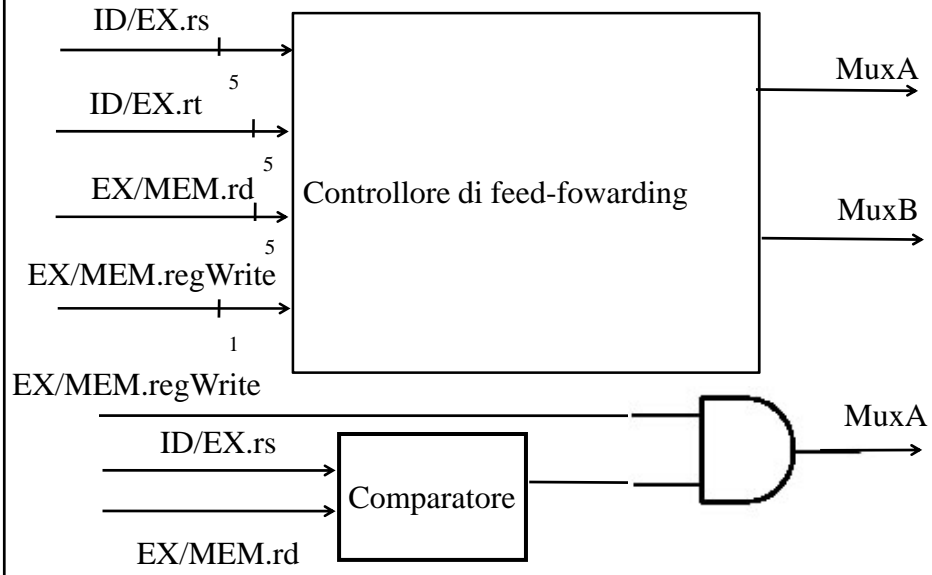 ID/EX.rs
5
MuxA
ID/EX.rt
5
EX/MEM.rd
Controllore di feed-fowarding
MuxB
5
EX/MEM.regWrite
1
EX/MEM.regWrite
MuxA
ID/EX.rs
Comparatore
EX/MEM.rd